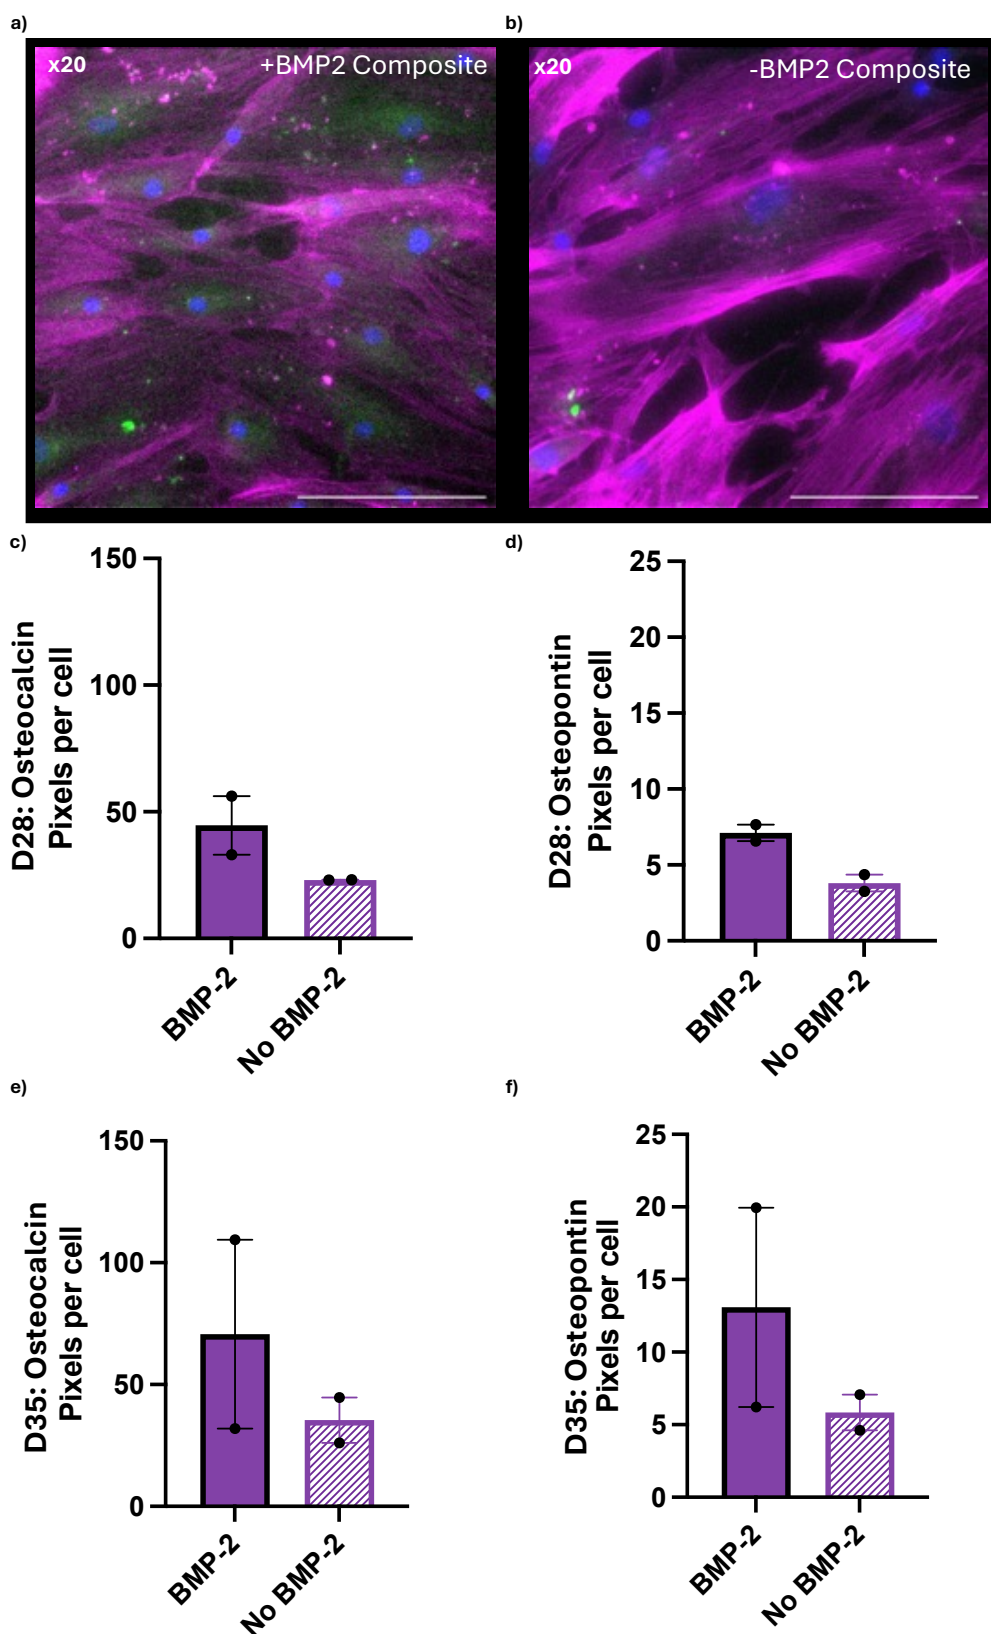 a)
b)
x20
+BMP2 Composite
x20
-BMP2 Composite
c)
D28: Osteocalcin
Pixels per cell
150
100
50
0
BMP-2
No BMP-2
d)
D28: Osteopontin
Pixels per cell
25
20
15
10
5
0
BMP-2
No BMP-2
e)
D35: Osteocalcin
Pixels per cell
150
100
50
0
BMP-2
No BMP-2
f)
D35: Osteopontin
Pixels per cell
25
20
15
10
5
0
BMP-2
No BMP-2